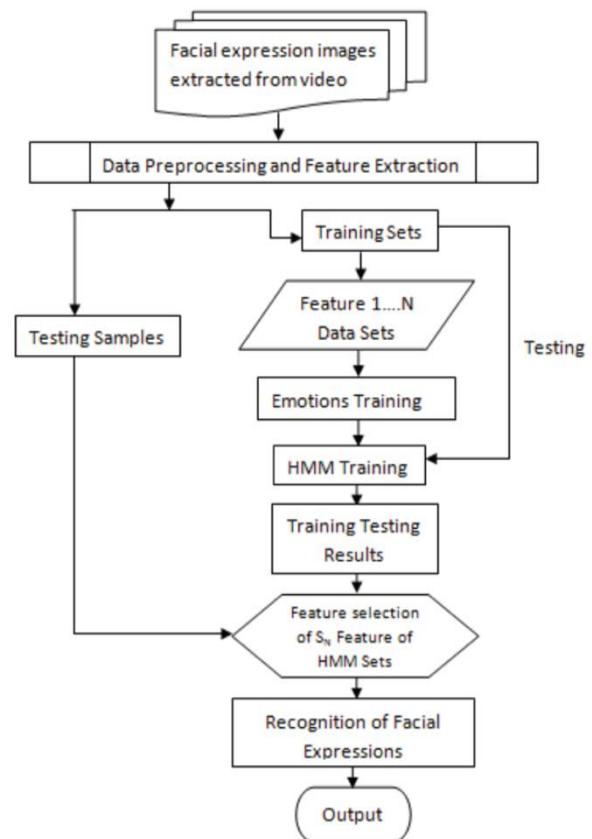 Facial expression images
extracted from video
Data Preprocessing and Feature Extraction
Training Sets
Feature 1....N
Data Sets
Testing Samples
Testing
Emotions Training
HMM Training
Training Testing
Results
Feature selection
of S_N Feature of
HMM Sets
Recognition of Facial
Expressions
Output